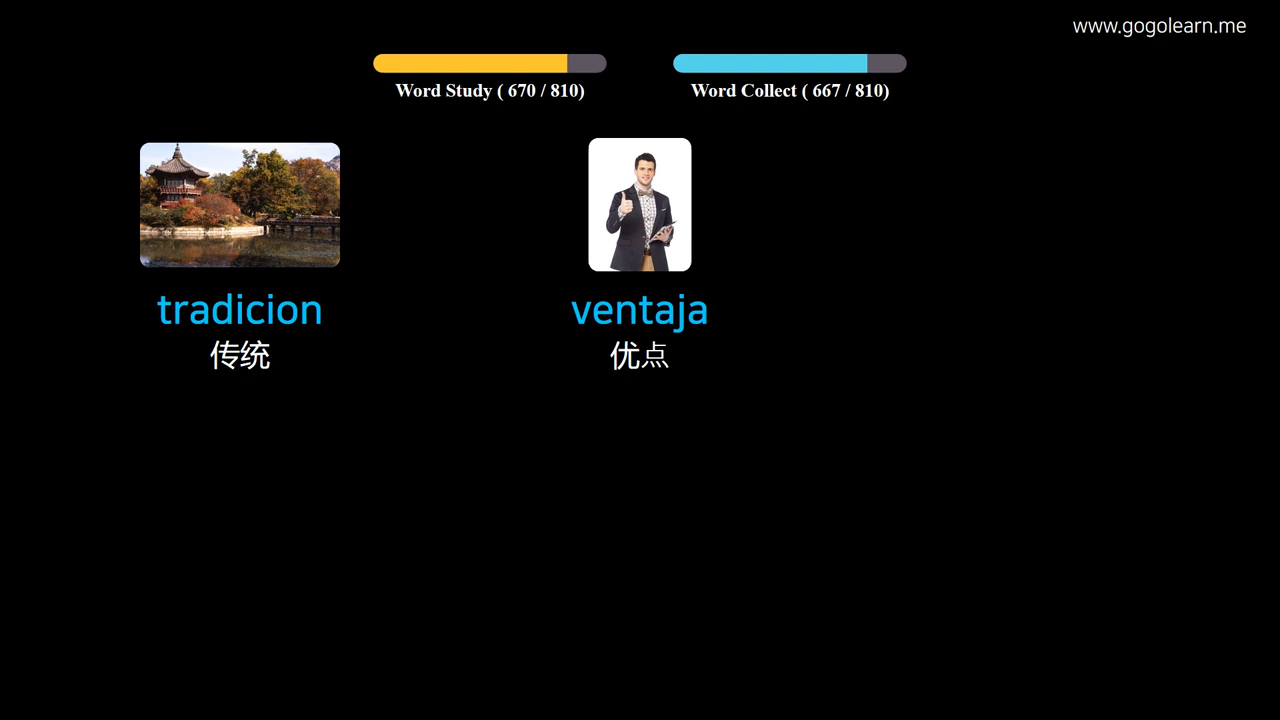 www.gogolearn.me
Word Study ( 670 / 810)
Word Collect ( 667 / 810)
tradicion
传统
ventaja
优点